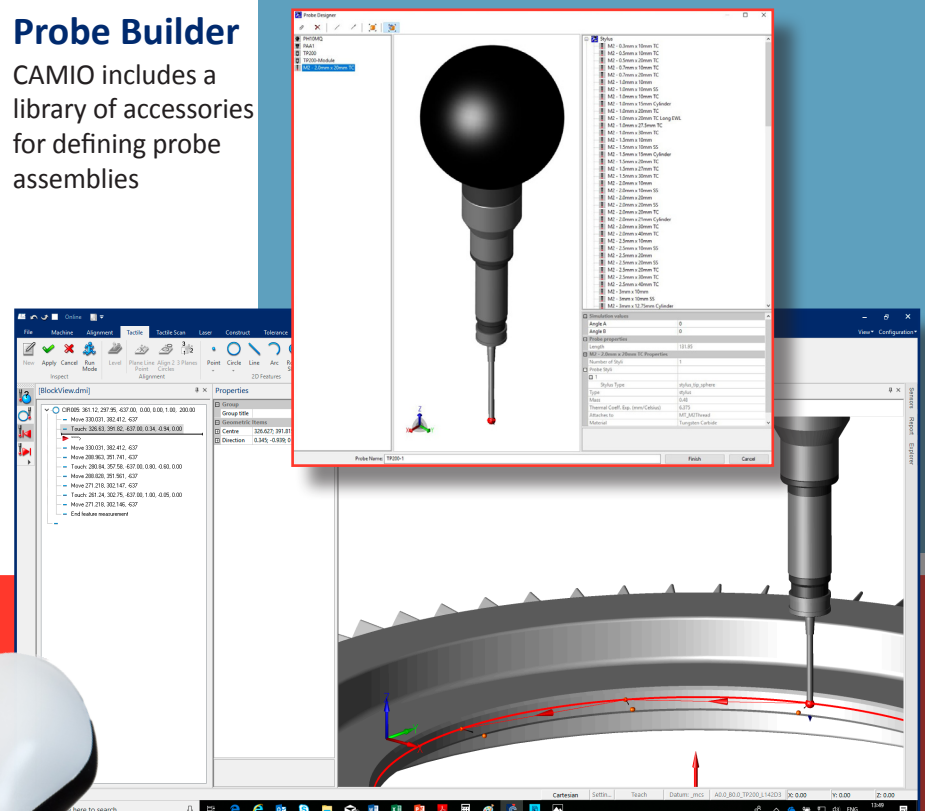 Probe Builder
CAMIO includes a
library of accessories
for defining probe
assemblies
Probe Designer
PH10MQ
PAA1
TP200
TP200-Module
M2 - 2.0mm x 20mm TC
Stylus
M2 - 0.3mm x 10mm TC
M2 - 0.5mm x 10mm TC
M2 - 0.5mm x 20mm TC
M2 - 0.7mm x 10mm TC
M2 - 0.7mm x 20mm TC
M2 - 1.0mm x 10mm
M2 - 1.0mm x 10mm SS
M2 - 1.0mm x 10mm TC
M2 - 1.0mm x 15mm Cylinder
M2 - 1.0mm x 20mm TC
M2 - 1.0mm x 20mm TC Long EWL
M2 - 1.0mm x 27.5mm TC
M2 - 1.0mm x 30mm TC
M2 - 1.5mm x 10mm
M2 - 1.5mm x 10mm SS
M2 - 1.5mm x 15mm Cylinder
M2 - 1.5mm x 20mm TC
M2 - 1.5mm x 27mm TC
M2 - 1.5mm x 30mm TC
M2 - 2.0mm x 10mm
M2 - 2.0mm x 10mm SS
M2 - 2.0mm x 20mm
M2 - 2.0mm x 20mm SS
M2 - 2.0mm x 20mm TC
M2 - 2.0mm x 21mm Cylinder
M2 - 2.0mm x 30mm TC
M2 - 2.0mm x 40mm TC
M2 - 2.5mm x 10mm
M2 - 2.5mm x 10mm SS
M2 - 2.5mm x 20mm
M2 - 2.5mm x 20mm SS
M2 - 2.5mm x 20mm TC
M2 - 2.5mm x 30mm TC
M2 - 2.5mm x 40mm TC
M2 - 3mm x 10mm
M2 - 3mm x 10mm SS
M2 - 3mm x 12.75mm Cylinder
Simulation values
Angle A 0
Angle B 0
Probe properties
Length 131.85
M2 - 2.0mm x 20mm TC Properties
Number of Styli 1
Probe Styli
1
Stylus Type stylus_tip_sphere
Type stylus
Mass 0.48
Thermal Coeff. Exp. (mm/Celsius) 6.375
Attaches to MT_M2Thread
Material Tungsten Carbide
Probe Name TP200-1 Finish Cancel
Z
Online
File Machine Alignment Tactile Tactile Scan Laser Construct Tolerance View Configuration
New Apply Cancel Run Mode Level Plane Line Point Align 2 Circles 3 Planes Point Circle Line Arc
Inspect Alignment 2D Features
[BlockView.dmi]
CIR005: 361.12, 297.95, -637.00, 0.00, 0.00, 1.00, 200.00
Move 330.031, 382.412, -637
Touch: 326.63, 391.82, -637.00, 0.34, -0.94, 0.00
Move 330.031, 382.412, -637
Move 288.963, 351.741, -637
Touch: 280.84, 357.58, -637.00, 0.80, -0.60, 0.00
Move 288.828, 351.561, -637
Move 271.218, 302.147, -637
Touch: 261.24, 302.75, -637.00, 1.00, -0.05, 0.00
Move 271.218, 302.146, -637
End feature measurement
Properties
Group
Group title
Geometric Items
Centre 326.627; 391.81
Direction 0.345; -0.939; 0
Sensors
Report
Explorer
Z
Y
Cartesian Settin... Teach Datum: _mcs A0.0_B0.0_TP200_L142D3 X: 0.00 Y: 0.00 Z: 0.00
here to search ENG 13:49